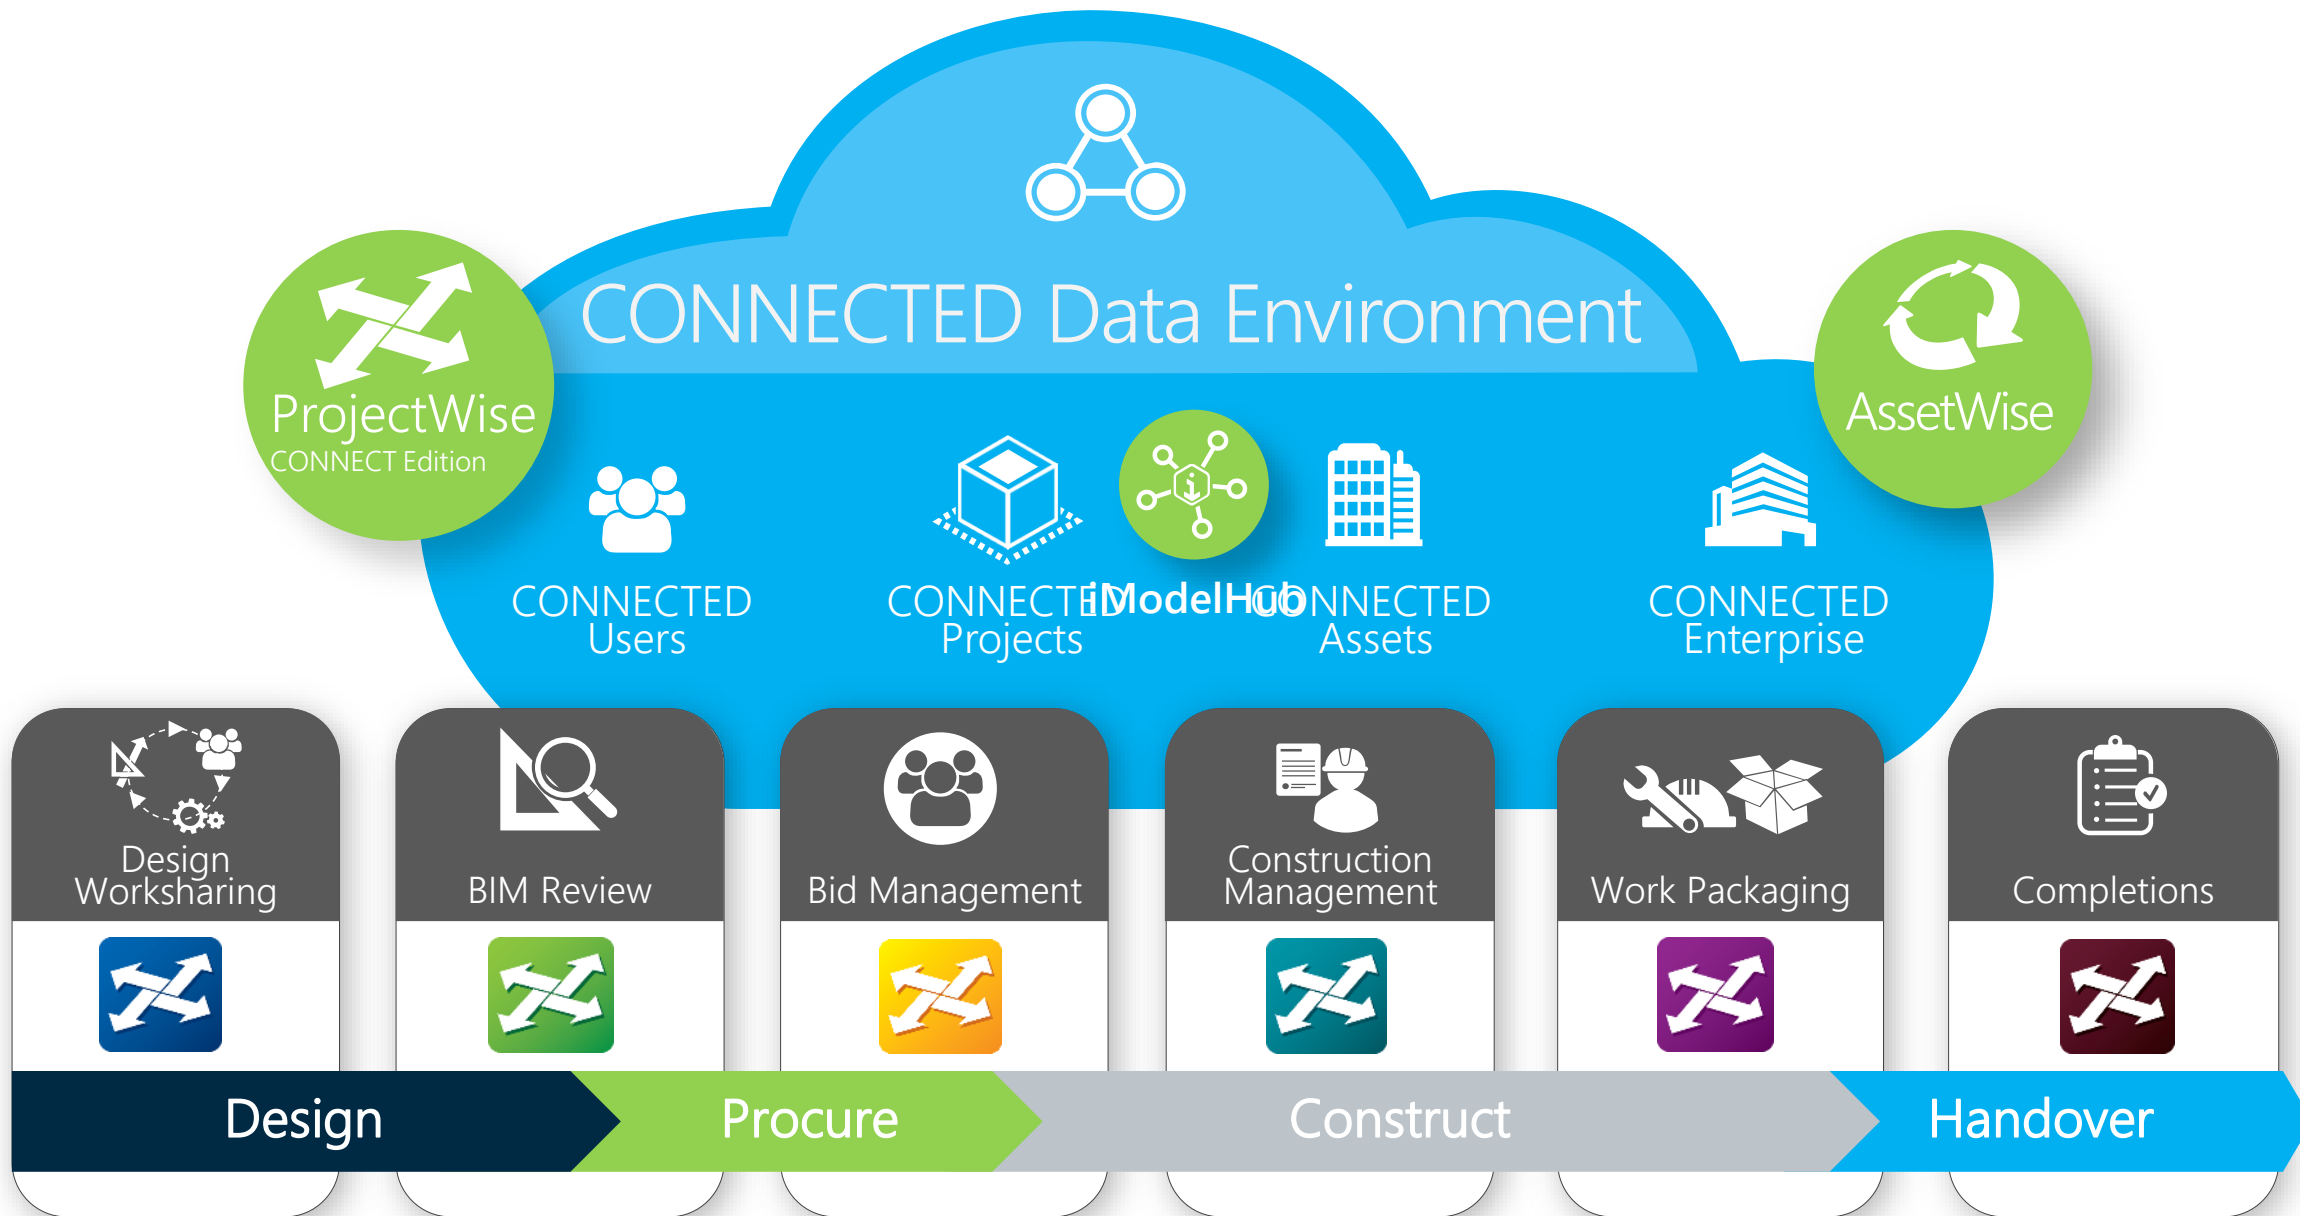 CONNECTED Data Environment
ProjectWise
CONNECT Edition
AssetWise
CONNECTED
Users
CONNECTED
Projects
iModelHub
CONNECTED
Assets
CONNECTED
Enterprise
Design
Worksharing
BIM Review
Bid Management
Construction
Management
Work Packaging
Completions
Design
Procure
Construct
Handover